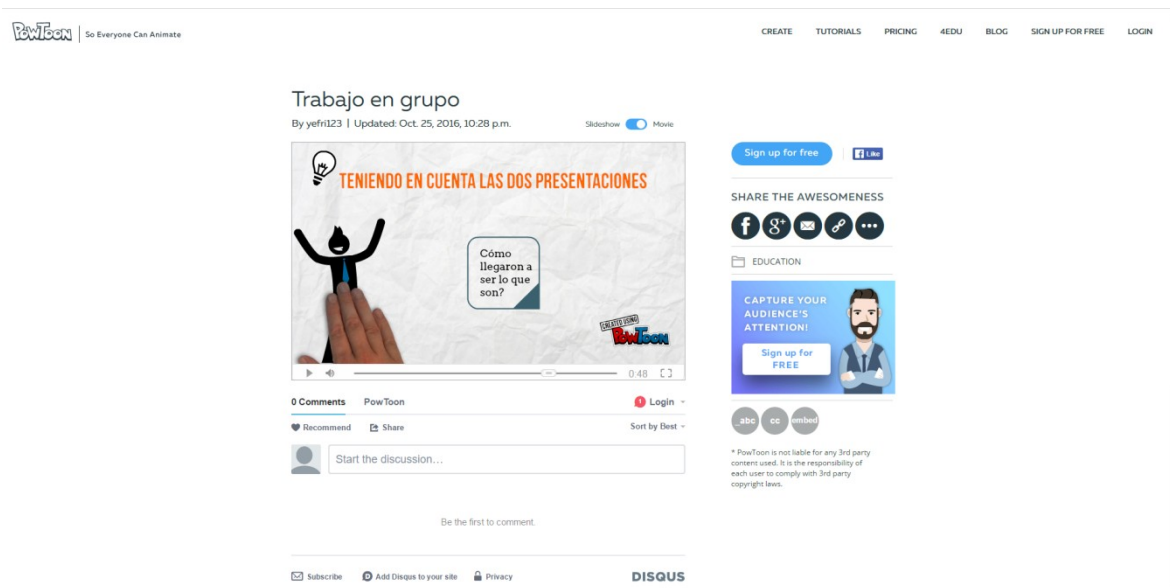 PowToon So Everyone Can Animate
CREATE TUTORIALS PRICING 4EDU BLOG SIGN UP FOR FREE LOGIN
Trabajo en grupo
By yefri123 | Updated: Oct. 25, 2016, 10:28 p.m.
Slideshow Movie
TENIENDO EN CUENTA LAS DOS PRESENTACIONES
Cómo
llegaron a
ser lo que
son?
CREATED USING
PowToon
0:48
0 Comments PowToon
1 Login
Recommend Share
Sort by Best
Start the discussion...
Be the first to comment.
Subscribe Add Disqus to your site Privacy
DISQUS
Sign up for free
Like
SHARE THE AWESOMENESS
EDUCATION
CAPTURE YOUR
AUDIENCE'S
ATTENTION!
Sign up for
FREE
_abc cc embed
* PowToon is not liable for any 3rd party
content used. It is the responsibility of
each user to comply with 3rd party
copyright laws.